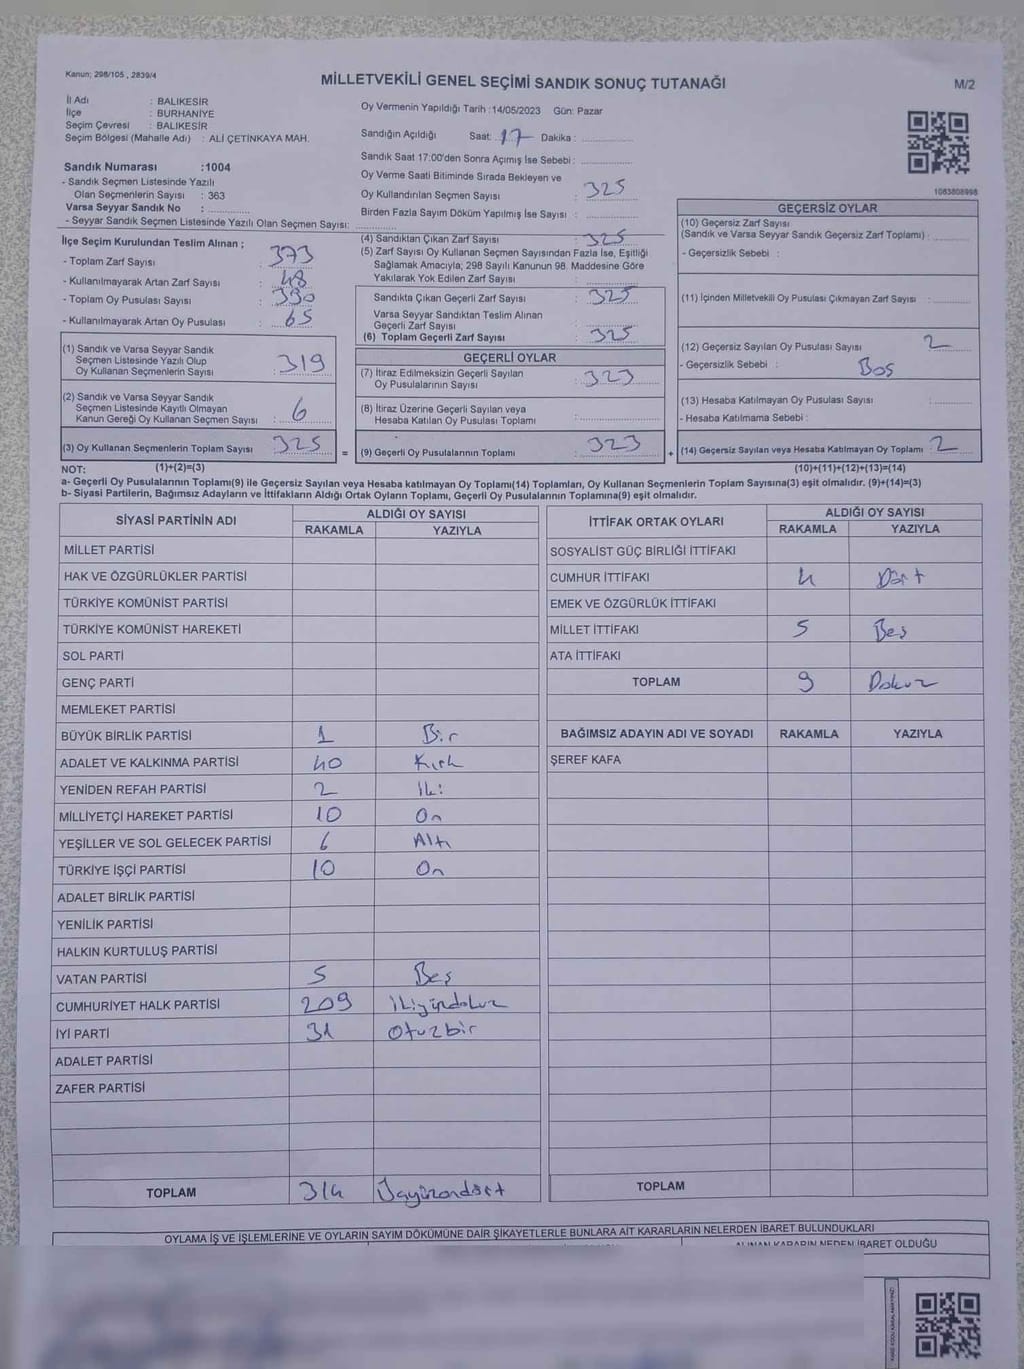 Kanun; 298/105 , 2839/4
MİLLETVEKİLİ GENEL SEÇİMİ SANDIK SONUÇ TUTANAĞI
M/2
İl Adı : BALIKESİR
İlçe : BURHANİYE
Seçim Çevresi : BALIKESİR
Seçim Bölgesi (Mahalle Adı) : ALİ ÇETİNKAYA MAH.
Sandık Numarası :1004
- Sandık Seçmen Listesinde Yazılı
Olan Seçmenlerin Sayısı : 363
Varsa Seyyar Sandık No :
- Seyyar Sandık Seçmen Listesinde Yazılı Olan Seçmen Sayısı:
Oy Vermenin Yapıldığı Tarih :14/05/2023 Gün: Pazar
Sandığın Açıldığı Saat: 17 Dakika :
Sandık Saat 17:00'den Sonra Açımış İse Sebebi :
Oy Verme Saati Bitiminde Sırada Bekleyen ve
Oy Kullandırılan Seçmen Sayısı : 325
Birden Fazla Sayım Döküm Yapılmış İse Sayısı :
1083808998
İlçe Seçim Kurulundan Teslim Alınan ;
- Toplam Zarf Sayısı : 373
- Kullanılmayarak Artan Zarf Sayısı : 48
- Toplam Oy Pusulası Sayısı : 390
- Kullanılmayarak Artan Oy Pusulası : 65
(1) Sandık ve Varsa Seyyar Sandık
Seçmen Listesinde Yazılı Olup
Oy Kullanan Seçmenlerin Sayısı : 319
(2) Sandık ve Varsa Seyyar Sandık
Seçmen Listesinde Kayıtlı Olmayan
Kanun Gereği Oy Kullanan Seçmen Sayısı : 6
(3) Oy Kullanan Seçmenlerin Toplam Sayısı : 325
(4) Sandıktan Çıkan Zarf Sayısı : 325
(5) Zarf Sayısı Oy Kullanan Seçmen Sayısından Fazla İse, Eşitliği
Sağlamak Amacıyla; 298 Sayılı Kanunun 98. Maddesine Göre
Yakılarak Yok Edilen Zarf Sayısı :
Sandıkta Çıkan Geçerli Zarf Sayısı : 325
Varsa Seyyar Sandıktan Teslim Alınan
Geçerli Zarf Sayısı :
(6) Toplam Geçerli Zarf Sayısı : 325
GEÇERLİ OYLAR
(7) İtiraz Edilmeksizin Geçerli Sayılan
Oy Pusulalarının Sayısı : 323
(8) İtiraz Üzerine Geçerli Sayılan veya
Hesaba Katılan Oy Pusulası Toplamı :
= (9) Geçerli Oy Pusulalarının Toplamı : 323 +
GEÇERSİZ OYLAR
(10) Geçersiz Zarf Sayısı
(Sandık ve Varsa Seyyar Sandık Geçersiz Zarf Toplamı) :
- Geçersizlik Sebebi :
(11) İçinden Milletvekili Oy Pusulası Çıkmayan Zarf Sayısı :
(12) Geçersiz Sayılan Oy Pusulası Sayısı : 2
- Geçersizlik Sebebi : Boş
(13) Hesaba Katılmayan Oy Pusulası Sayısı :
- Hesaba Katılmama Sebebi :
(14) Geçersiz Sayılan veya Hesaba Katılmayan Oy Toplamı : 2
NOT: (1)+(2)=(3) (10)+(11)+(12)+(13)=(14)
a- Geçerli Oy Pusulalarının Toplamı(9) ile Geçersiz Sayılan veya Hesaba katılmayan Oy Toplamı(14) Toplamları, Oy Kullanan Seçmenlerin Toplam Sayısına(3) eşit olmalıdır. (9)+(14)=(3)
b- Siyasi Partilerin, Bağımsız Adayların ve İttifakların Aldığı Ortak Oyların Toplamı, Geçerli Oy Pusulalarının Toplamına(9) eşit olmalıdır.
SİYASİ PARTİNİN ADI ALDIĞI OY SAYISI
RAKAMLA YAZIYLA
MİLLET PARTİSİ
HAK VE ÖZGÜRLÜKLER PARTİSİ
TÜRKİYE KOMÜNİST PARTİSİ
TÜRKİYE KOMÜNİST HAREKETİ
SOL PARTİ
GENÇ PARTİ
MEMLEKET PARTİSİ
BÜYÜK BİRLİK PARTİSİ 1 Bir
ADALET VE KALKINMA PARTİSİ 40 Kırk
YENİDEN REFAH PARTİSİ 2 İki
MİLLİYETÇİ HAREKET PARTİSİ 10 On
YEŞİLLER VE SOL GELECEK PARTİSİ 6 Altı
TÜRKİYE İŞÇİ PARTİSİ 10 On
ADALET BİRLİK PARTİSİ
YENİLİK PARTİSİ
HALKIN KURTULUŞ PARTİSİ
VATAN PARTİSİ 5 Beş
CUMHURİYET HALK PARTİSİ 209 ikiyüzdokuz
İYİ PARTİ 31 Otuzbir
ADALET PARTİSİ
ZAFER PARTİSİ
TOPLAM 314 Üçyüzondört
İTTİFAK ORTAK OYLARI ALDIĞI OY SAYISI
RAKAMLA YAZIYLA
SOSYALİST GÜÇ BİRLİĞİ İTTİFAKI
CUMHUR İTTİFAKI 4 Dört
EMEK VE ÖZGÜRLÜK İTTİFAKI
MİLLET İTTİFAKI 5 Beş
ATA İTTİFAKI
TOPLAM 9 Dokuz
BAĞIMSIZ ADAYIN ADI VE SOYADI RAKAMLA YAZIYLA
ŞEREF KAFA
TOPLAM
OYLAMA İŞ VE İŞLEMLERİNE VE OYLARIN SAYIM DÖKÜMÜNE DAİR ŞİKAYETLERLE BUNLARA AİT KARARLARIN NELERDEN İBARET BULUNDUKLARI
ALINAN KARARIN NEDEN İBARET OLDUĞU